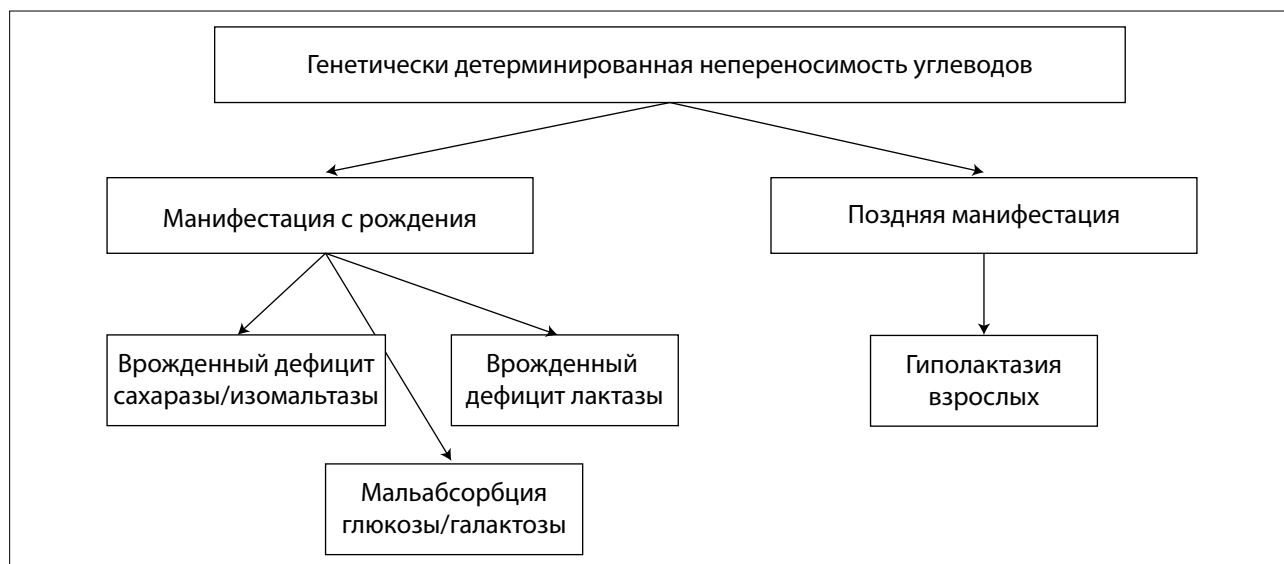 Генетически детерминированная непереносимость углеводов
Манифестация с рождения
Поздняя манифестация
Врожденный дефицит
сахаразы/изомальтазы
Врожденный
дефицит лактазы
Гиполактазия
взрослых
Мальабсорбция
глюкозы/галактозы